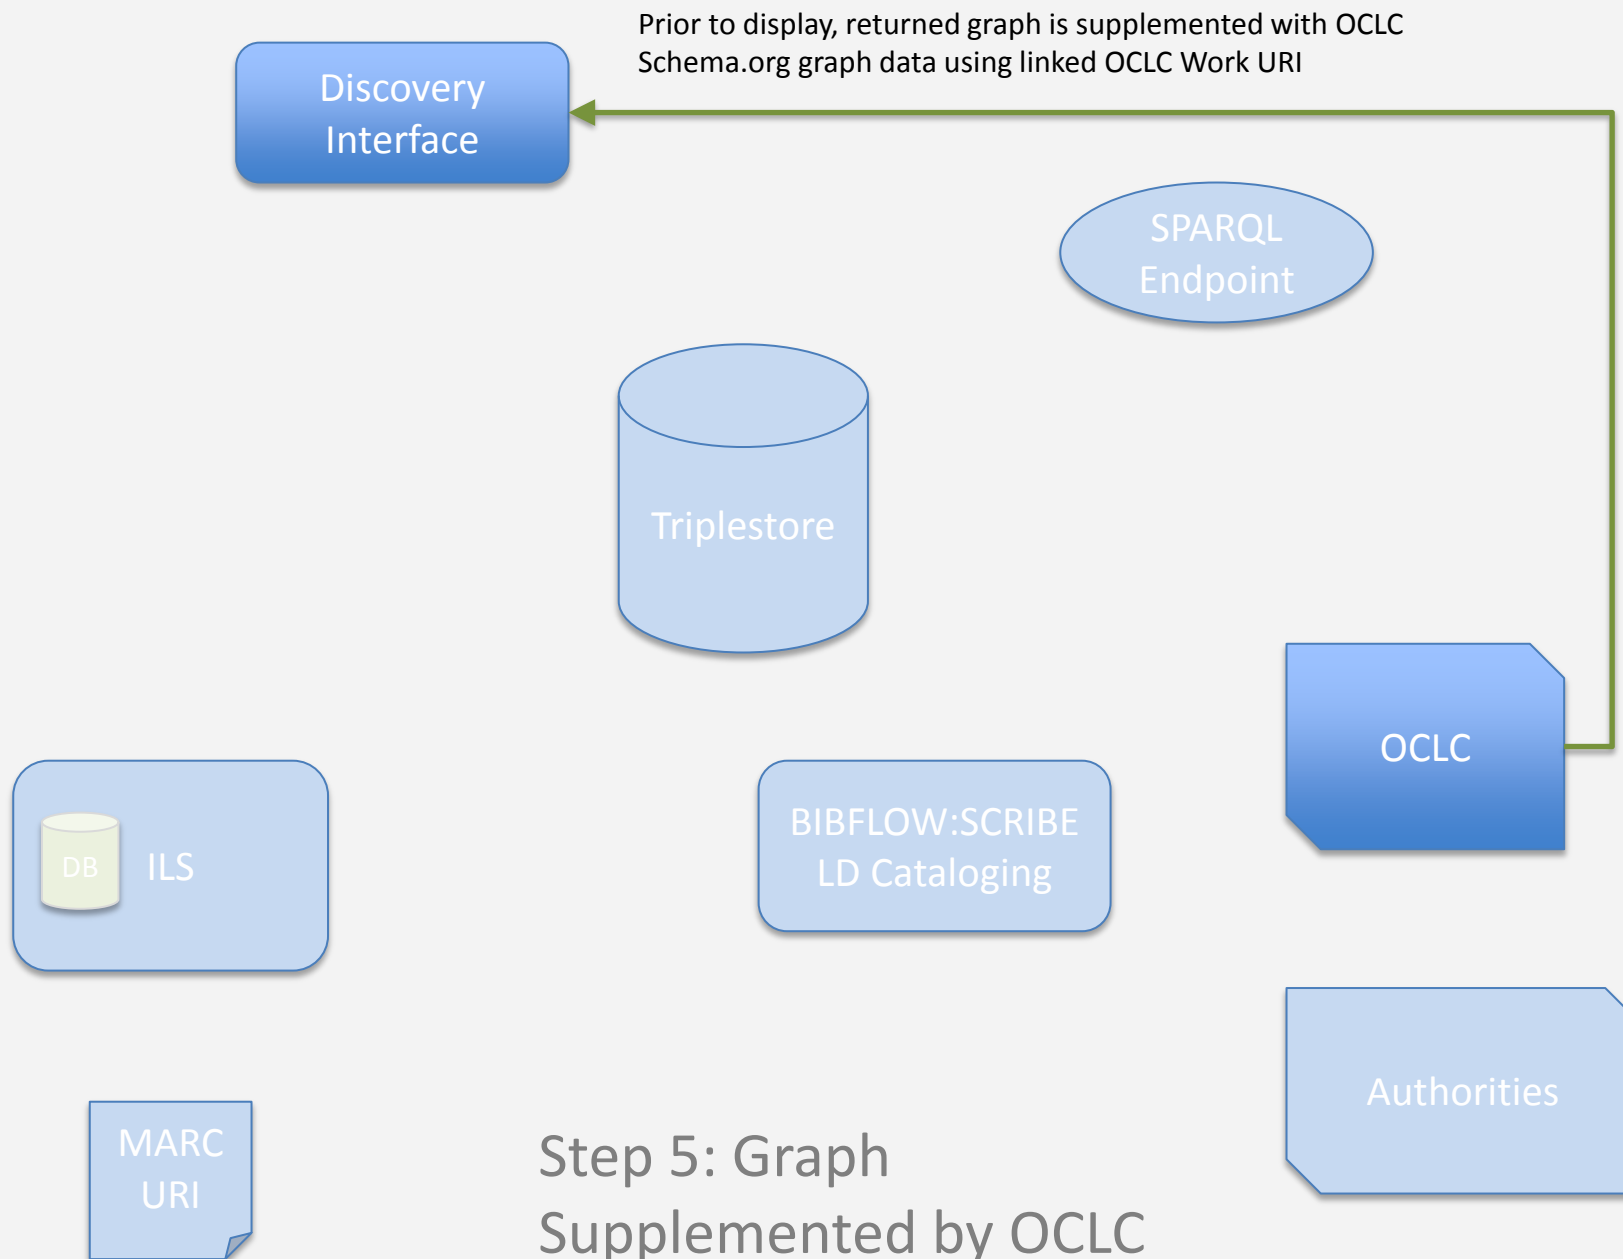 Prior to display, returned graph is supplemented with OCLC
Schema.org graph data using linked OCLC Work URI
Discovery
Interface
SPARQL
Endpoint
Triplestore
OCLC
BIBFLOW:SCRIBE
LD Cataloging
DB
ILS
Authorities
MARC
URI
Step 5: Graph
Supplemented by OCLC